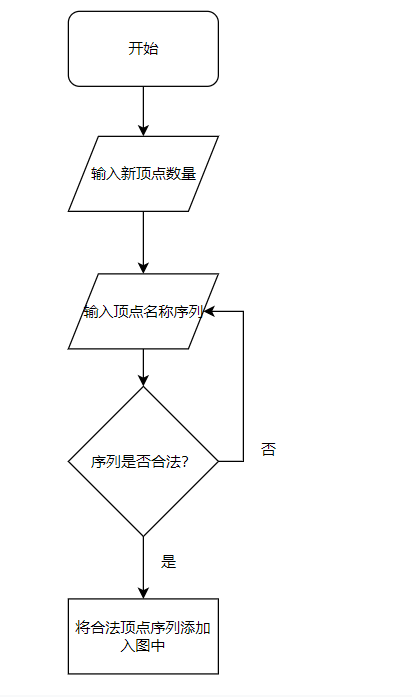 开始
输入新顶点数量
输入顶点名称序列
序列是否合法？
否
是
将合法顶点序列添加
入图中